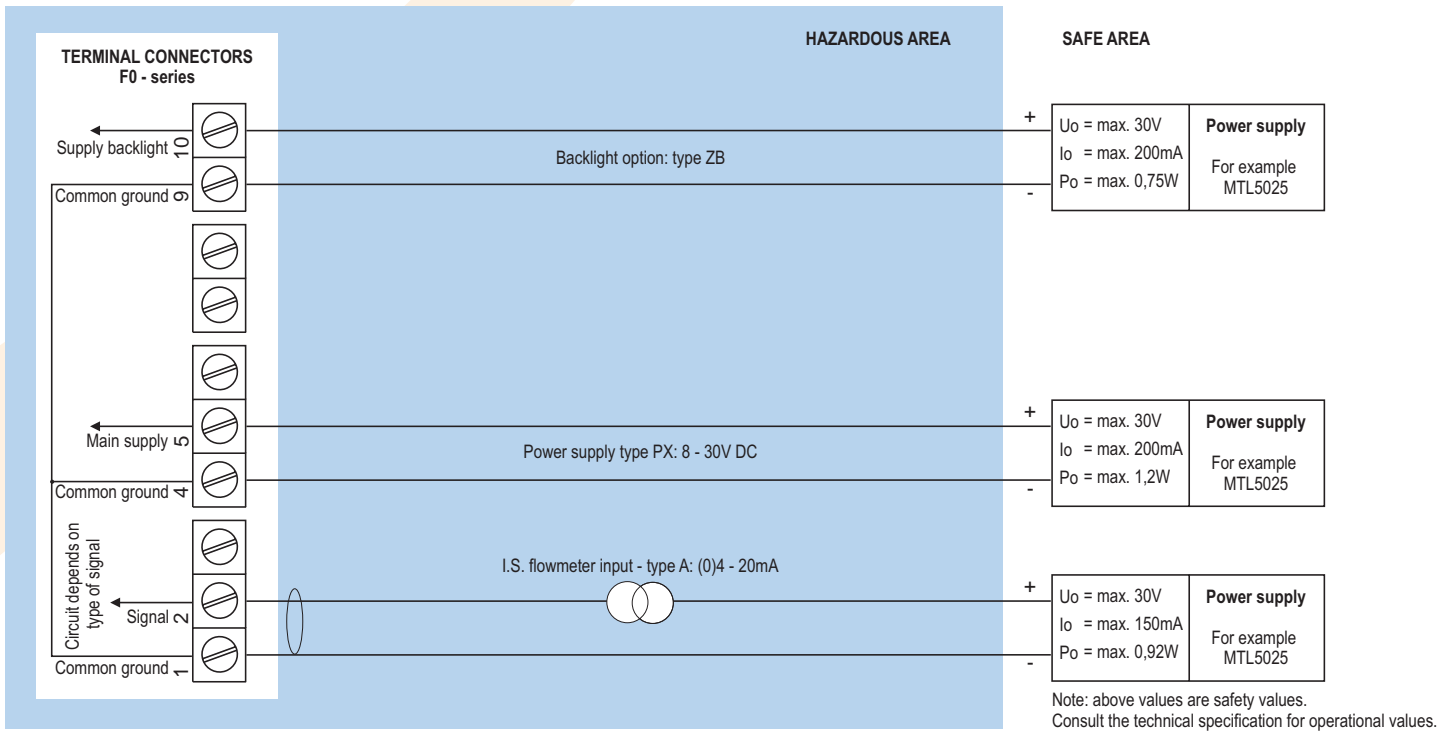 HAZARDOUS AREA
SAFE AREA
TERMINAL CONNECTORS
F0 - series
Supply backlight
10
Common ground
9
Backlight option: type ZB
+
-
Uo = max. 30V
Io = max. 200mA
Po = max. 0,75W
Power supply
For example
MTL5025
Main supply
5
Common ground
4
Power supply type PX: 8 - 30V DC
+
-
Uo = max. 30V
Io = max. 200mA
Po = max. 1,2W
Power supply
For example
MTL5025
Circuit depends on
type of signal
Signal
2
Common ground
1
I.S. flowmeter input - type A: (0)4 - 20mA
+
-
Uo = max. 30V
Io = max. 150mA
Po = max. 0,92W
Power supply
For example
MTL5025
Note: above values are safety values.
Consult the technical specification for operational values.